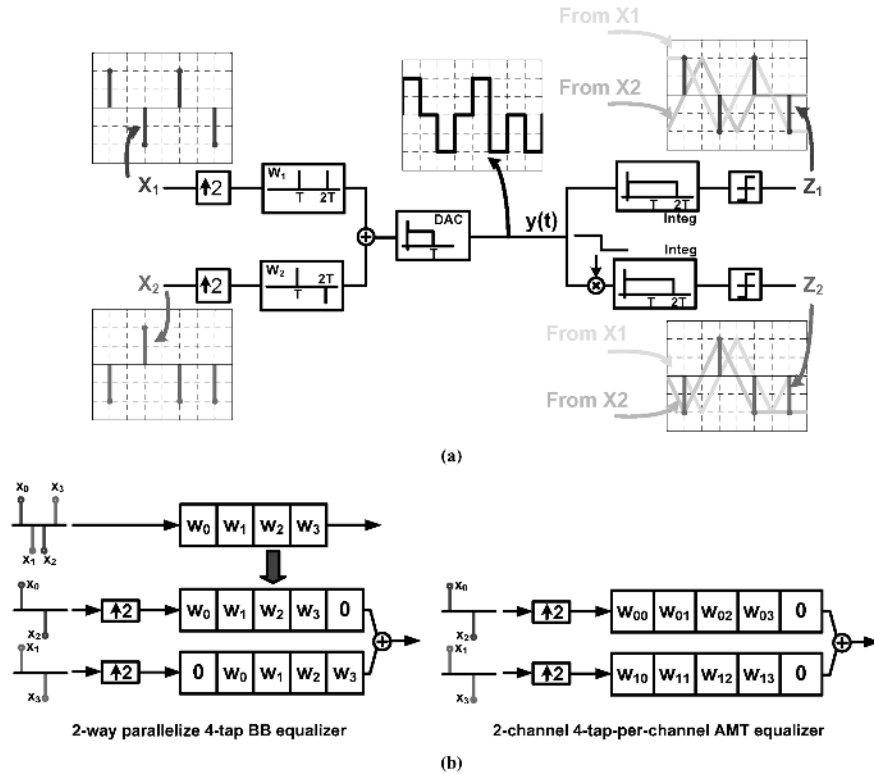 From X1
From X2
X1
↑2
W1
T 2T
DAC
T
y(t)
T 2T
Integ
Z1
X2
↑2
W2
2T
T
Integ
T 2T
Z2
From X1
From X2
(a)
X0 X3
X1 X2
W0 W1 W2 W3
X0
X2
↑2
W0 W1 W2 W3 0
X1
X3
↑2
0 W0 W1 W2 W3
2-way parallelize 4-tap BB equalizer
X0
X2
↑2
W00 W01 W02 W03 0
X1
X3
↑2
W10 W11 W12 W13 0
2-channel 4-tap-per-channel AMT equalizer
(b)